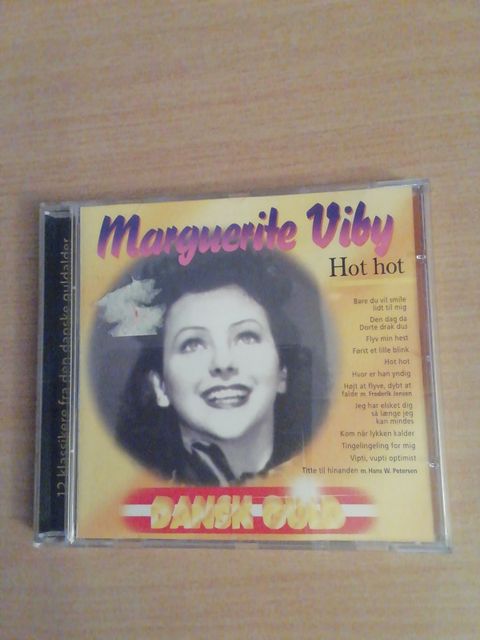 Marguerite Viby
Hot hot
Bare du vil smile
lidt til mig
Den dag da
Dorte drak dus
Flyv min hest
Først et lille blink
Hot hot
Hvor er han yndig
Højt at flyve, dybt at
falde m. Frederik Jensen
Jeg har elsket dig
så længe jeg
kan mindes
Kom når lykken kalder
Tingelingeling for mig
Vipti, vupti optimist
Titte til hinanden m. Hans W. Petersen
DANSK GULD
12 klassikere fra den danske guldalder